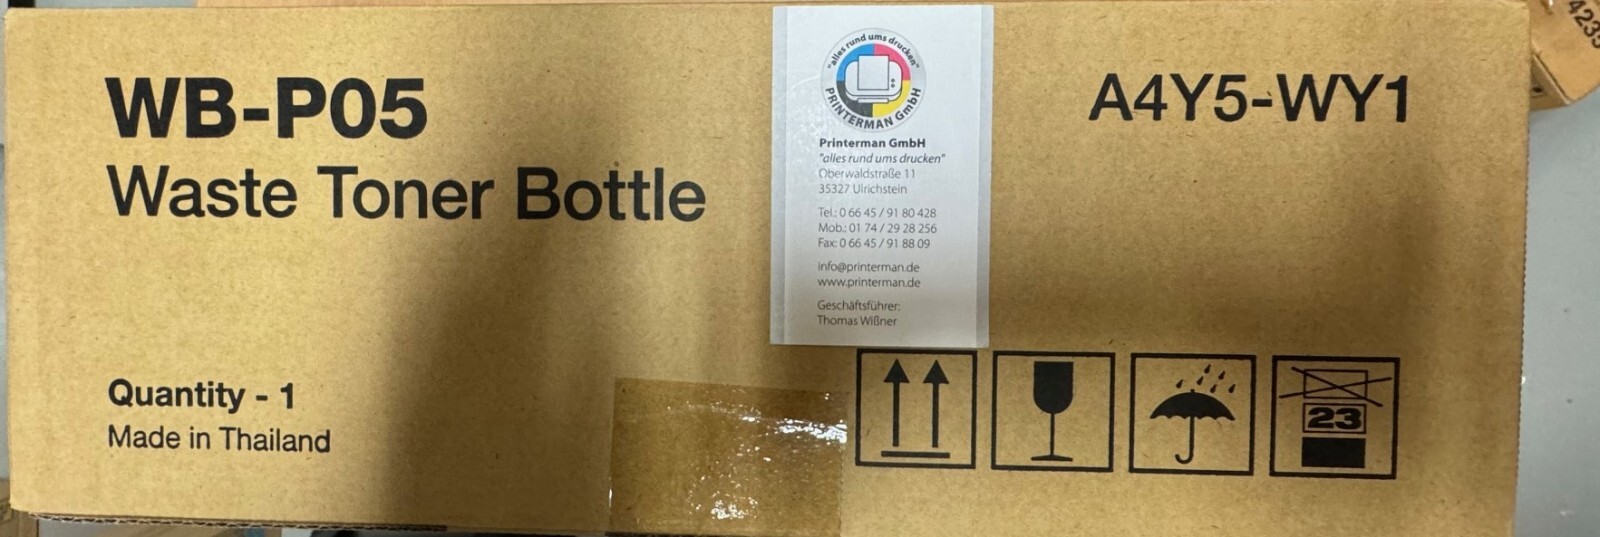 WB-P05
Waste Toner Bottle
Quantity - 1
Made in Thailand
"alles rund ums drucken"
PRINTERMAN GmbH
Printerman GmbH
"alles rund ums drucken"
Oberwaldstraße 11
35327 Ulrichstein
Tel.: 0 66 45 / 91 80 428
Mob.: 01 74 / 29 28 256
Fax: 0 66 45 / 91 88 09
info@printerman.de
www.printerman.de
Geschäftsführer:
Thomas Wißner
A4Y5-WY1
23